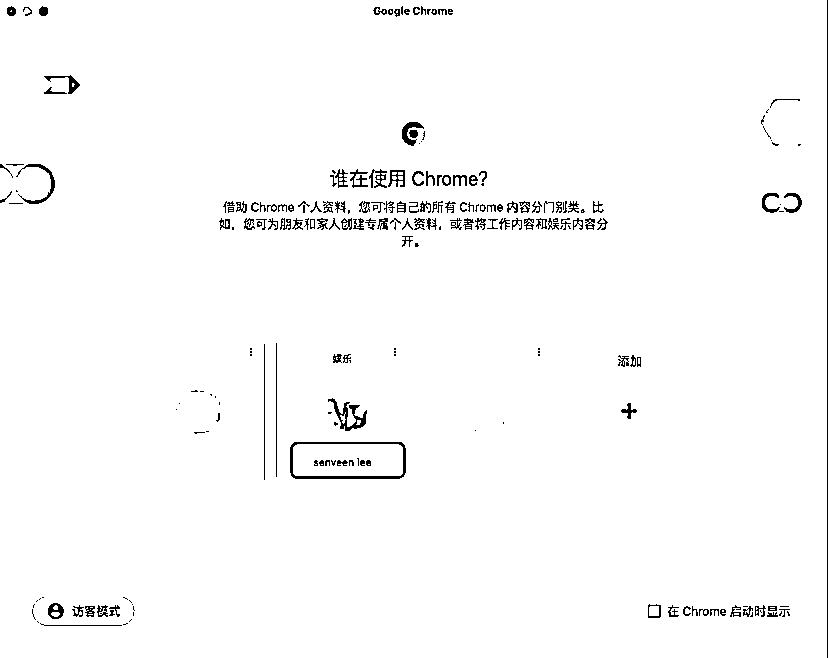 Google Chrome
谁在使用 Chrome?
借助 Chrome 个人资料，您可将自己的所有 Chrome 内容分门别类。比
如，您可为朋友和家人创建专属个人资料，或者将工作内容和娱乐内容分
开。
娱乐
添加
senveen lee
访客模式
在 Chrome 启动时显示